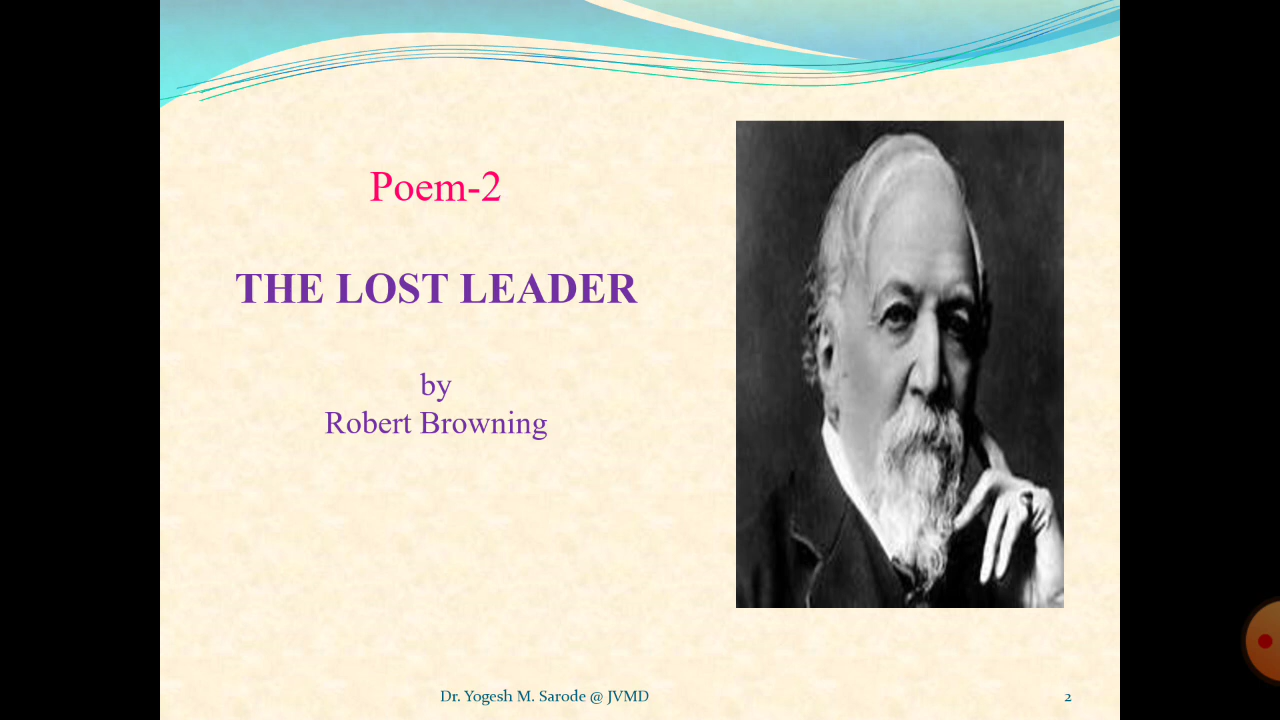 Poem-2
THE LOST LEADER
by
Robert Browning
Dr. Yogesh M. Sarode @ JVMD
2